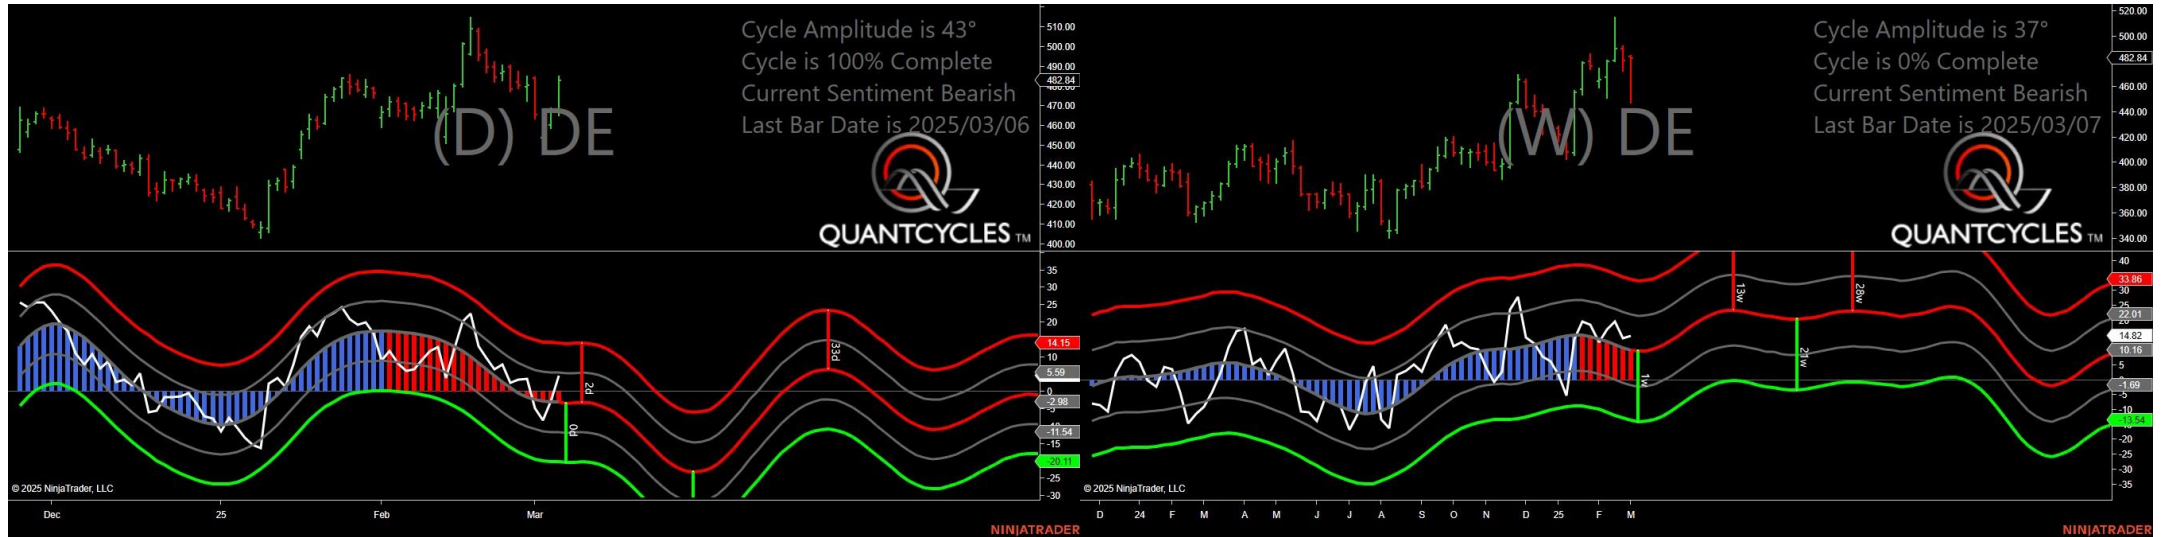 Cycle Amplitude is 43°
Cycle is 100% Complete
Current Sentiment Bearish
Last Bar Date is 2025/03/06
(D) DE
QUANTCYCLES TM
510.00
500.00
490.00
482.84
480.00
470.00
460.00
450.00
440.00
430.00
420.00
410.00
400.00
35
30
25
20
14.15
10
5.59
0
-2.98
-5
-11.54
-15
-20.11
-25
-30
0d
2d
33d
© 2025 NinjaTrader, LLC
Dec 25 Feb Mar
NINJATRADER
Cycle Amplitude is 37°
Cycle is 0% Complete
Current Sentiment Bearish
Last Bar Date is 2025/03/07
(W) DE
QUANTCYCLES TM
520.00
500.00
482.84
460.00
440.00
420.00
400.00
380.00
360.00
340.00
40
33.86
30
22.01
14.82
10.16
5
-1.69
-5
-10
-13.54
-20
-25
-30
-35
1w
13w
21w
28w
© 2025 NinjaTrader, LLC
D 24 F M A M J J A S O N D 25 F M
NINJATRADER